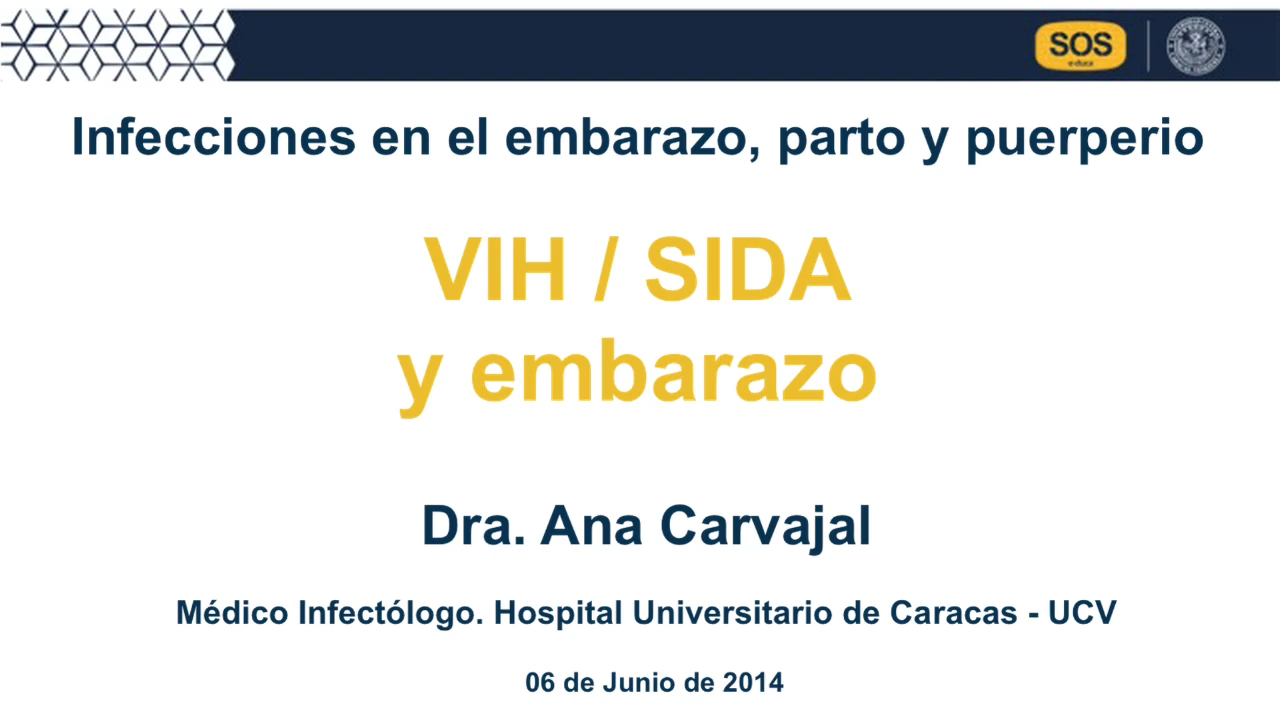 SOS
e-duca
Infecciones en el embarazo, parto y puerperio
VIH / SIDA
y embarazo
Dra. Ana Carvajal
Médico Infectólogo. Hospital Universitario de Caracas - UCV
06 de Junio de 2014